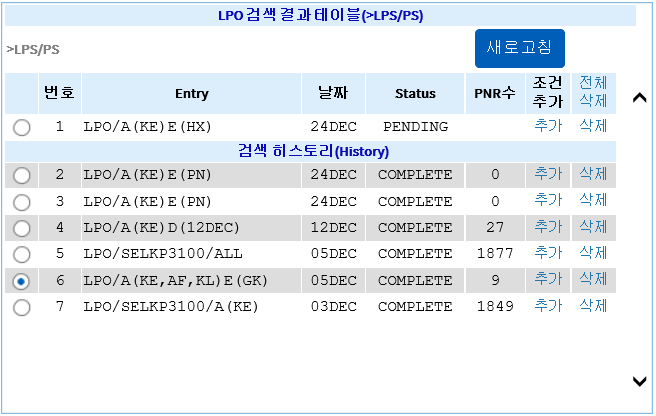 LPO 검색 결과 테이블(>LPS/PS)
>LPS/PS 새로고침
번호 Entry 날짜 Status PNR수 조건 추가 전체 삭제
1 LPO/A(KE)E(HX) 24DEC PENDING 추가 삭제
검색 히스토리(History)
2 LPO/A(KE)E(PN) 24DEC COMPLETE 0 추가 삭제
3 LPO/A(KE)E(PN) 24DEC COMPLETE 0 추가 삭제
4 LPO/A(KE)D(12DEC) 12DEC COMPLETE 27 추가 삭제
5 LPO/SELKP3100/ALL 05DEC COMPLETE 1877 추가 삭제
6 LPO/A(KE,AF,KL)E(GK) 05DEC COMPLETE 9 추가 삭제
7 LPO/SELKP3100/A(KE) 03DEC COMPLETE 1849 추가 삭제